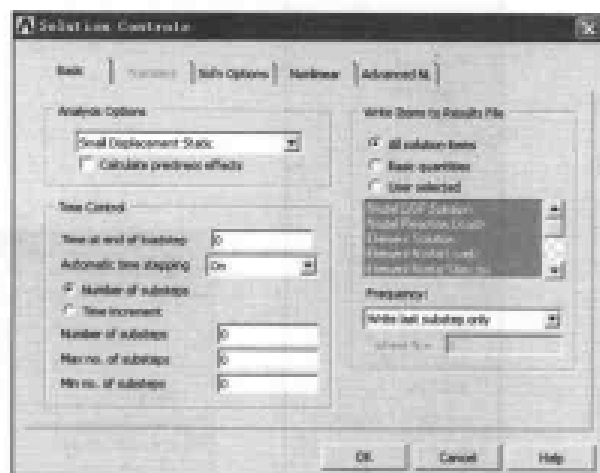 Solution Controls
Basic
Transient
Sol'n Options
Nonlinear
Advanced NL
Analysis Options
Small Displacement Static
Calculate prestress effects
Time Control
Time at end of loadstep 0
Automatic time stepping On
Number of substeps
Time increment
Number of substeps 0
Max no. of substeps 0
Min no. of substeps 0
Write Items to Results File
All solution items
Basic quantities
User selected
Nodal DOF Solution
Nodal Reaction Loads
Element Solution
Element Nodal Loads
Element Nodal Stresses
Frequency:
Write last substep only
where N =
OK
Cancel
Help